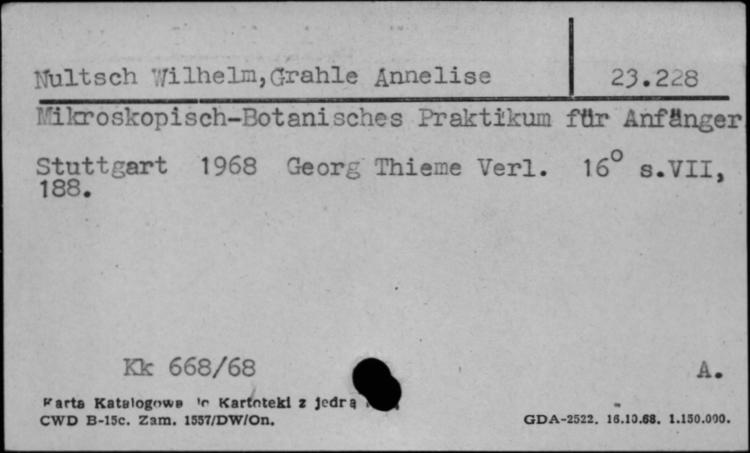 Nultsch Wilhelm,Grahle Annelise 23.228
Mikroskopisch-Botanisches Praktikum für Anfänger
Stuttgart 1968 Georg Thieme Verl. 16° s.VII,
188.
Kk 668/68 A.
Karta Katalogowa Kartoteki z jedrą
CWD B-15c. Zam. 1557/DW/On. GDA-2522. 16.10.68. 1.150.000.